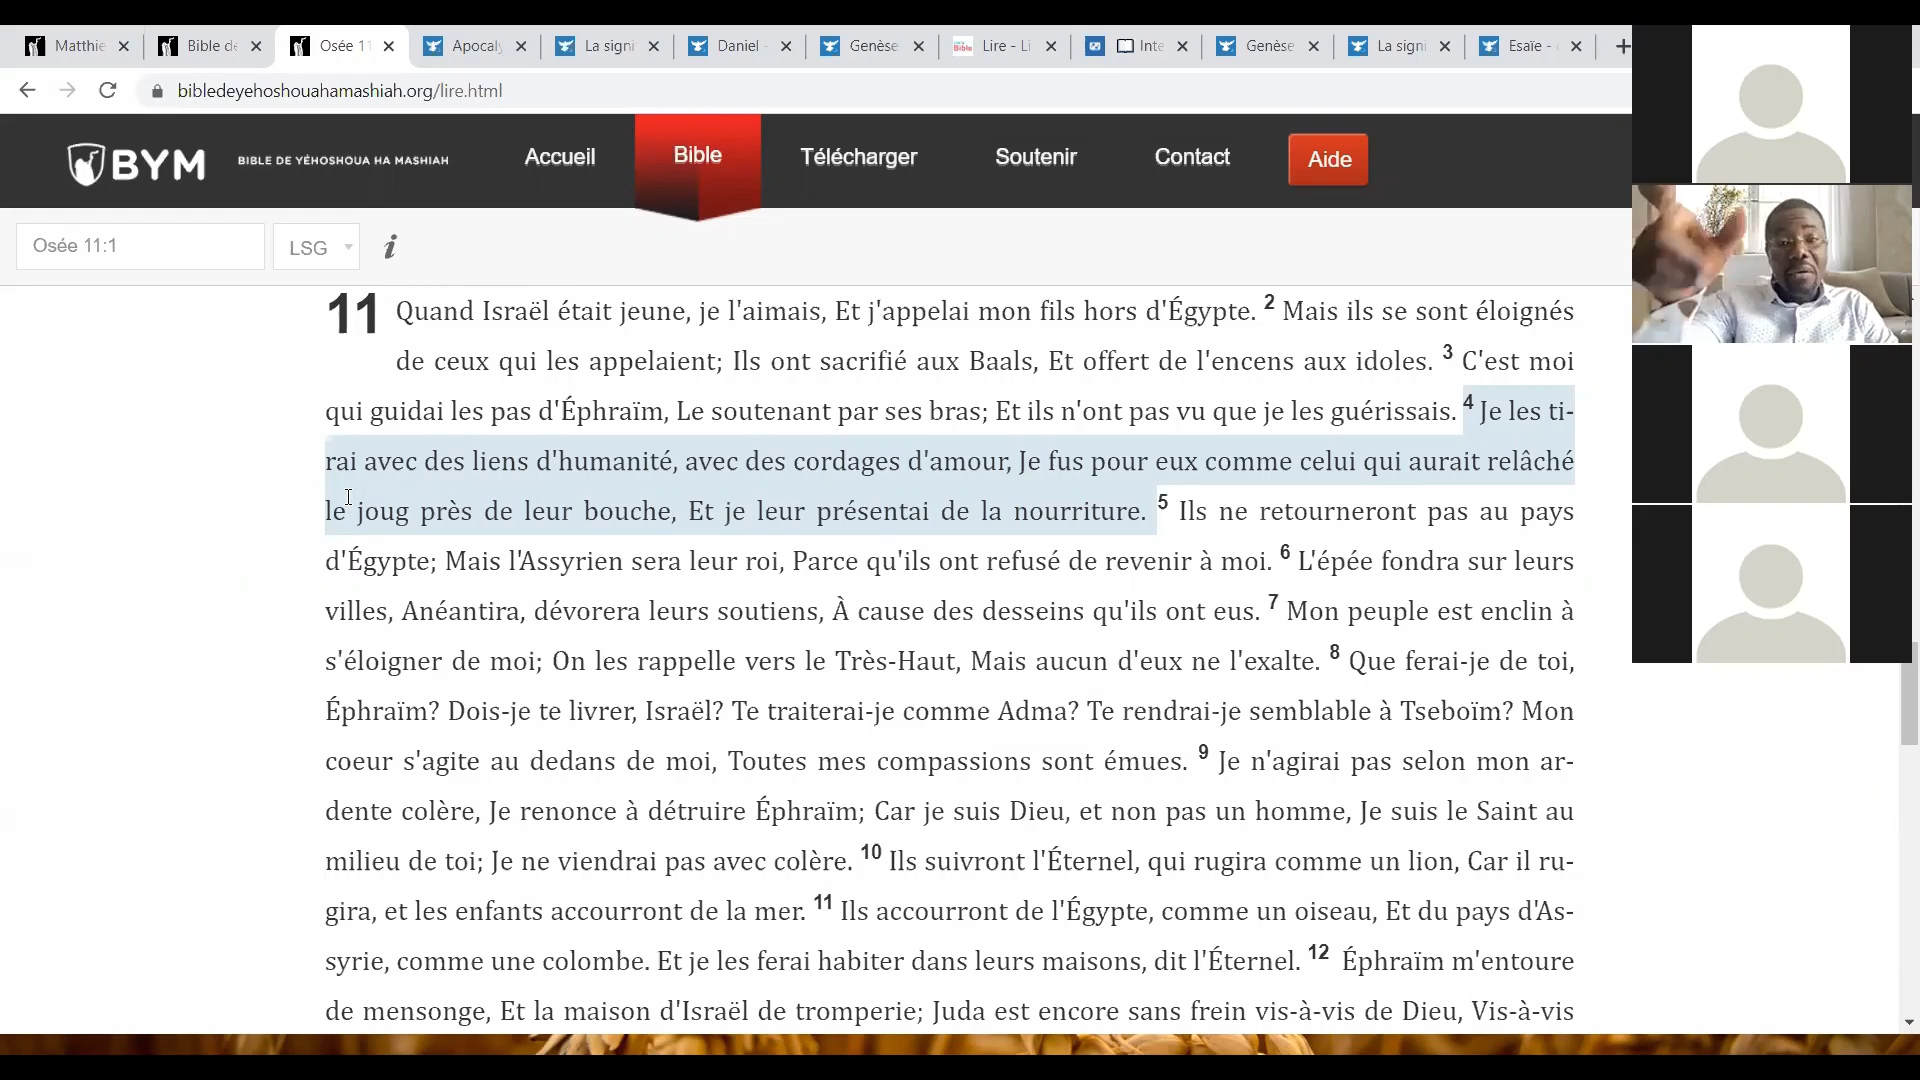 Matthie
Bible de
Osée 11
Apocaly
La signi
Daniel -
Genèse
Lire - Li
Inte
Genèse
La signi
Esaïe -
bibledeyehoshouahamashiah.org/lire.html
BYM
BIBLE DE YÉHOSHOUA HA MASHIAH
Accueil
Bible
Télécharger
Soutenir
Contact
Aide
Osée 11:1
LSG
i
11 Quand Israël était jeune, je l'aimais, Et j'appelai mon fils hors d'Égypte. 2 Mais ils se sont éloignés
de ceux qui les appelaient; Ils ont sacrifié aux Baals, Et offert de l'encens aux idoles. 3 C'est moi
qui guidai les pas d'Éphraïm, Le soutenant par ses bras; Et ils n'ont pas vu que je les guérissais. 4 Je les ti-
rai avec des liens d'humanité, avec des cordages d'amour, Je fus pour eux comme celui qui aurait relâché
le joug près de leur bouche, Et je leur présentai de la nourriture. 5 Ils ne retourneront pas au pays
d'Égypte; Mais l'Assyrien sera leur roi, Parce qu'ils ont refusé de revenir à moi. 6 L'épée fondra sur leurs
villes, Anéantira, dévorera leurs soutiens, À cause des desseins qu'ils ont eus. 7 Mon peuple est enclin à
s'éloigner de moi; On les rappelle vers le Très-Haut, Mais aucun d'eux ne l'exalte. 8 Que ferai-je de toi,
Éphraïm? Dois-je te livrer, Israël? Te traiterai-je comme Adma? Te rendrai-je semblable à Tseboïm? Mon
coeur s'agite au dedans de moi, Toutes mes compassions sont émues. 9 Je n'agirai pas selon mon ar-
dente colère, Je renonce à détruire Éphraïm; Car je suis Dieu, et non pas un homme, Je suis le Saint au
milieu de toi; Je ne viendrai pas avec colère. 10 Ils suivront l'Éternel, qui rugira comme un lion, Car il ru-
gira, et les enfants accourront de la mer. 11 Ils accourront de l'Égypte, comme un oiseau, Et du pays d'As-
syrie, comme une colombe. Et je les ferai habiter dans leurs maisons, dit l'Éternel. 12 Éphraïm m'entoure
de mensonge, Et la maison d'Israël de tromperie; Juda est encore sans frein vis-à-vis de Dieu, Vis-à-vis